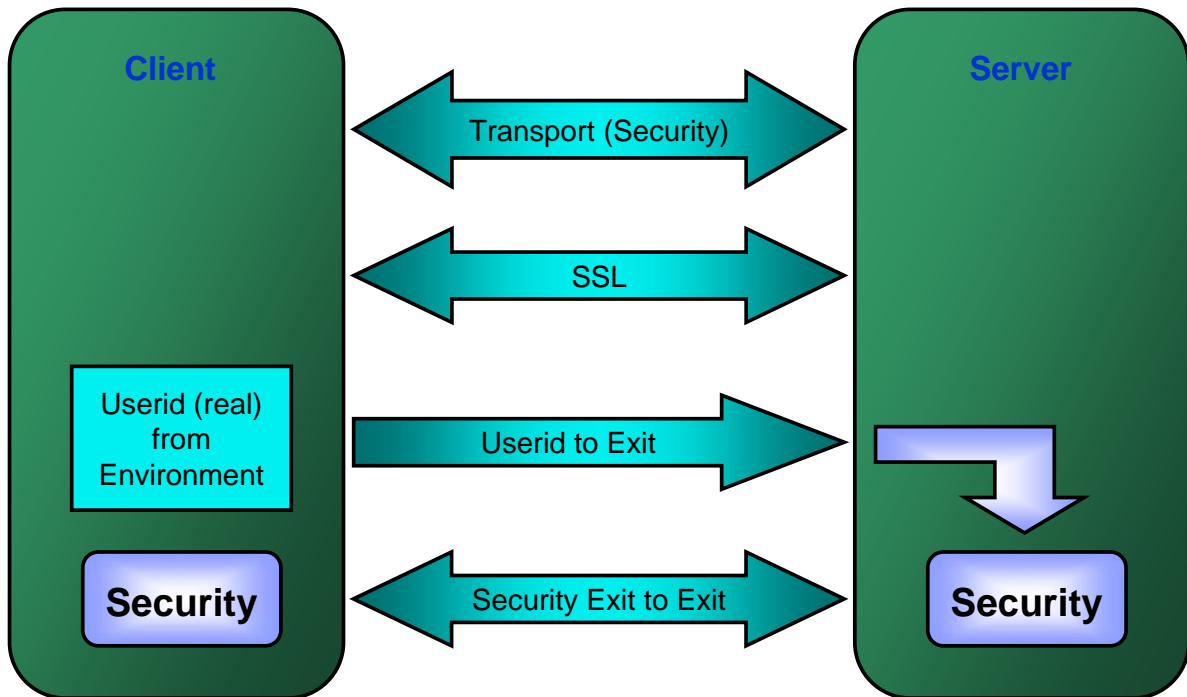 Client
Server
Transport (Security)
SSL
Userid (real)
from
Environment
Userid to Exit
Security
Security Exit to Exit
Security